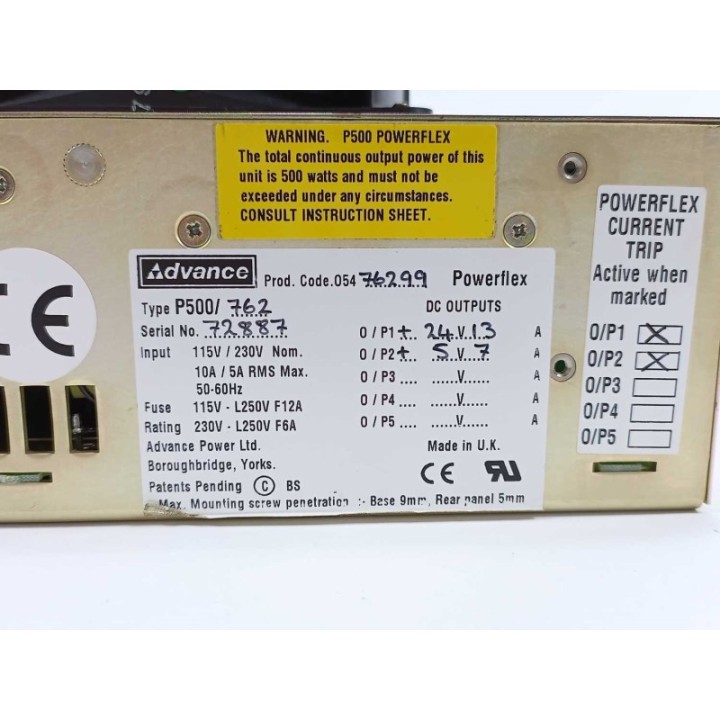 WARNING. P500 POWERFLEX
The total continuous output power of this
unit is 500 watts and must not be
exceeded under any circumstances.
CONSULT INSTRUCTION SHEET.
CE
Advance Prod. Code.054 76299 Powerflex
Type P500/ 762 DC OUTPUTS
Serial No. 72887 O/P1 + 24 V 13 A
Input 115V / 230V Nom. O/P2 + 5 V 7 A
10A / 5A RMS Max. O/P3 ....  ......V...... A
50-60Hz
Fuse 115V - L250V F12A O/P4 ....  ......V...... A
Rating 230V - L250V F6A O/P5 ....  ......V...... A
Advance Power Ltd. Made in U.K.
Boroughbridge, Yorks.
Patents Pending C BS CE RU
Max. Mounting screw penetration :- Base 9mm, Rear panel 5mm
POWERFLEX
CURRENT
TRIP
Active when
marked
O/P1 X
O/P2 X
O/P3
O/P4
O/P5